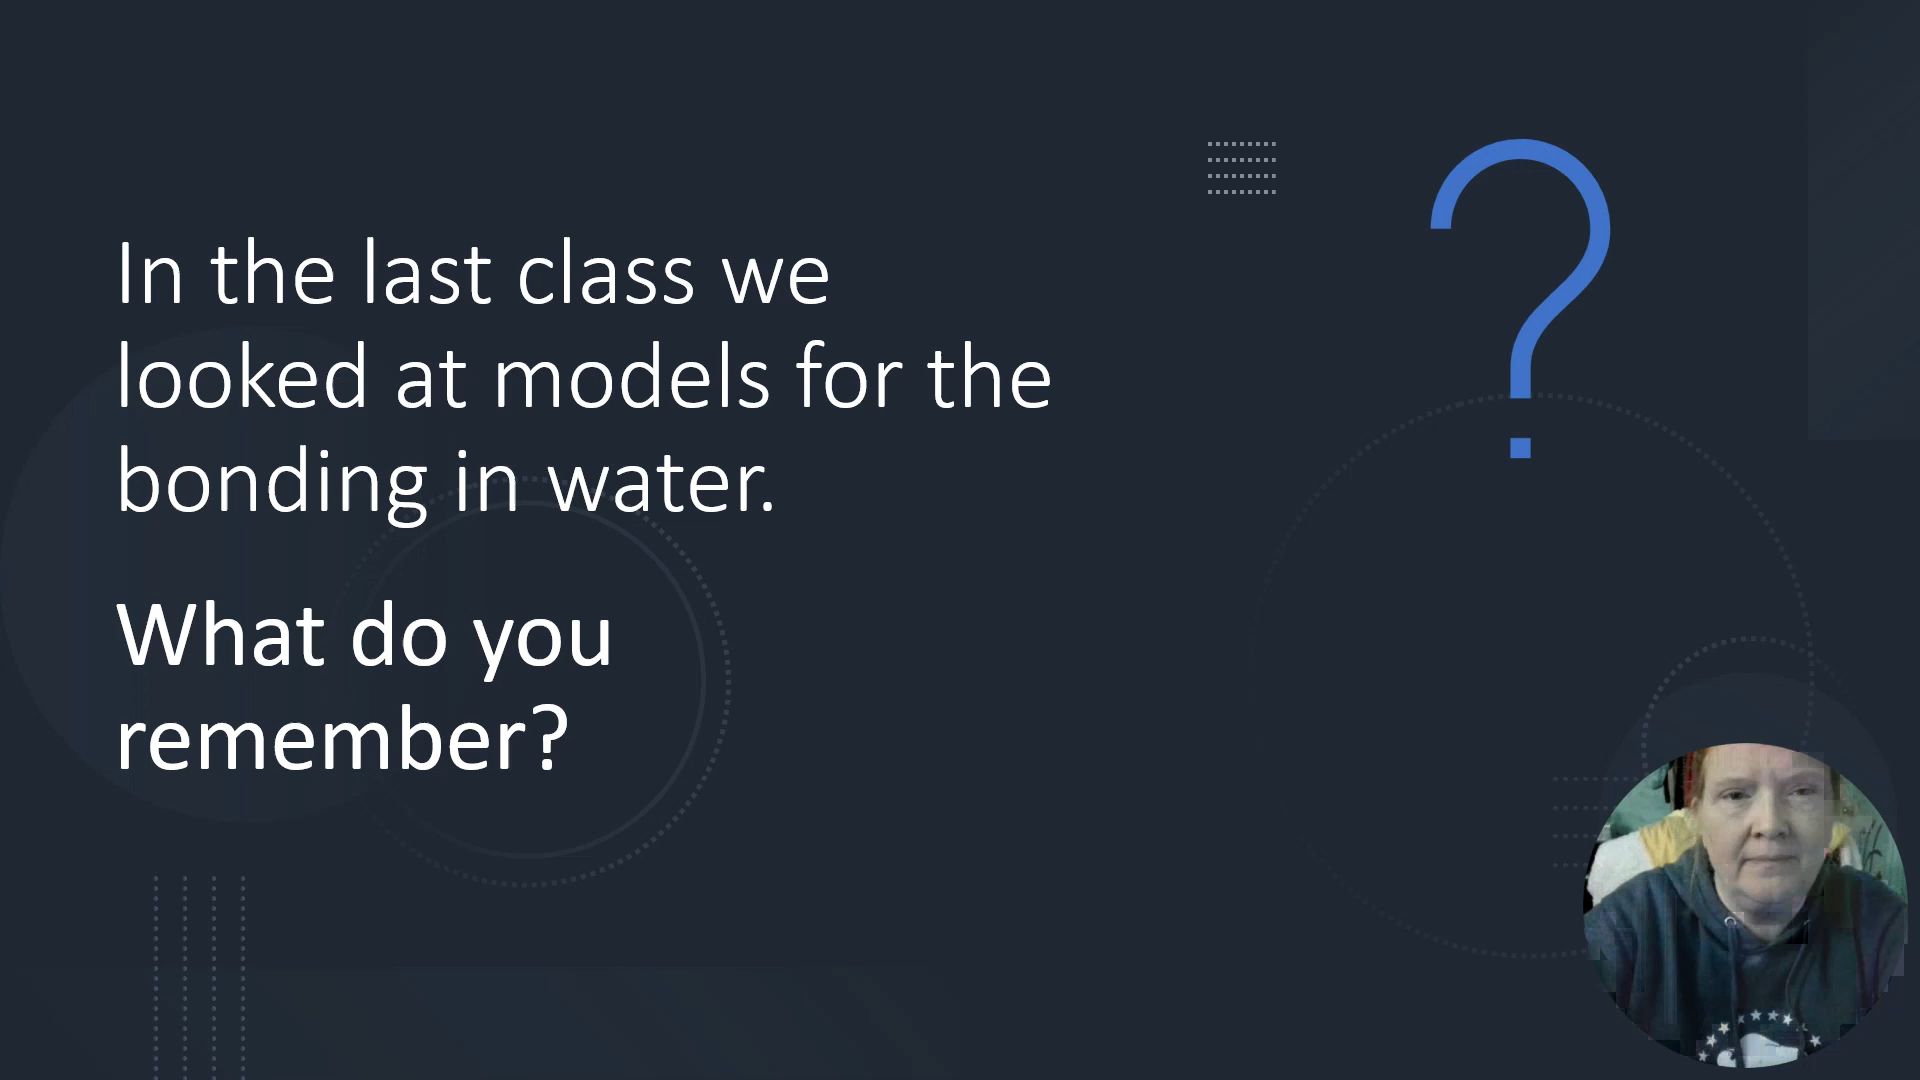 In the last class we
looked at models for the
bonding in water.
What do you
remember?